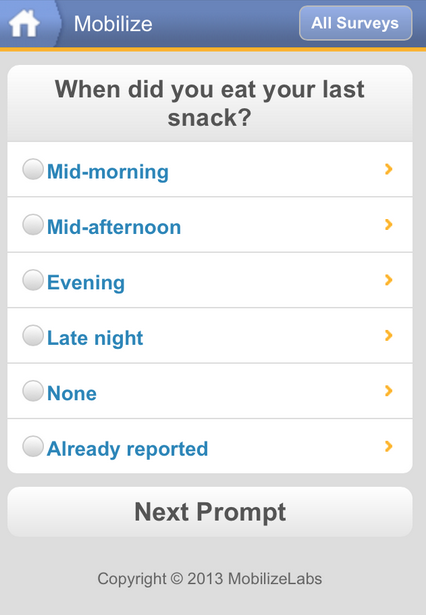 Mobilize
All Surveys
When did you eat your last
snack?
Mid-morning
Mid-afternoon
Evening
Late night
None
Already reported
Next Prompt
Copyright © 2013 MobilizeLabs